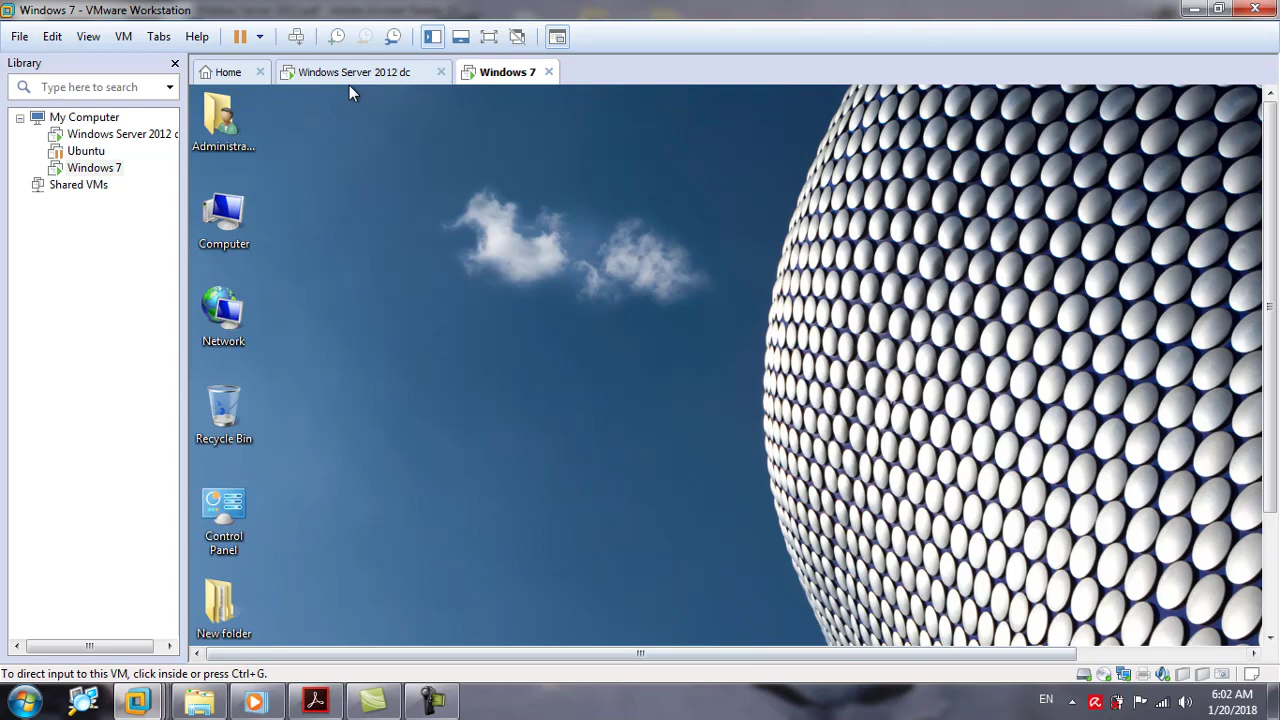 Windows 7 - VMware Workstation
File Edit View VM Tabs Help
Library
Type here to search
Home
Windows Server 2012 dc
Windows 7
My Computer
Windows Server 2012 c
Ubuntu
Windows 7
Shared VMs
Administra...
Computer
Network
Recycle Bin
Control
Panel
New folder
To direct input to this VM, click inside or press Ctrl+G.
EN
6:02 AM
1/20/2018